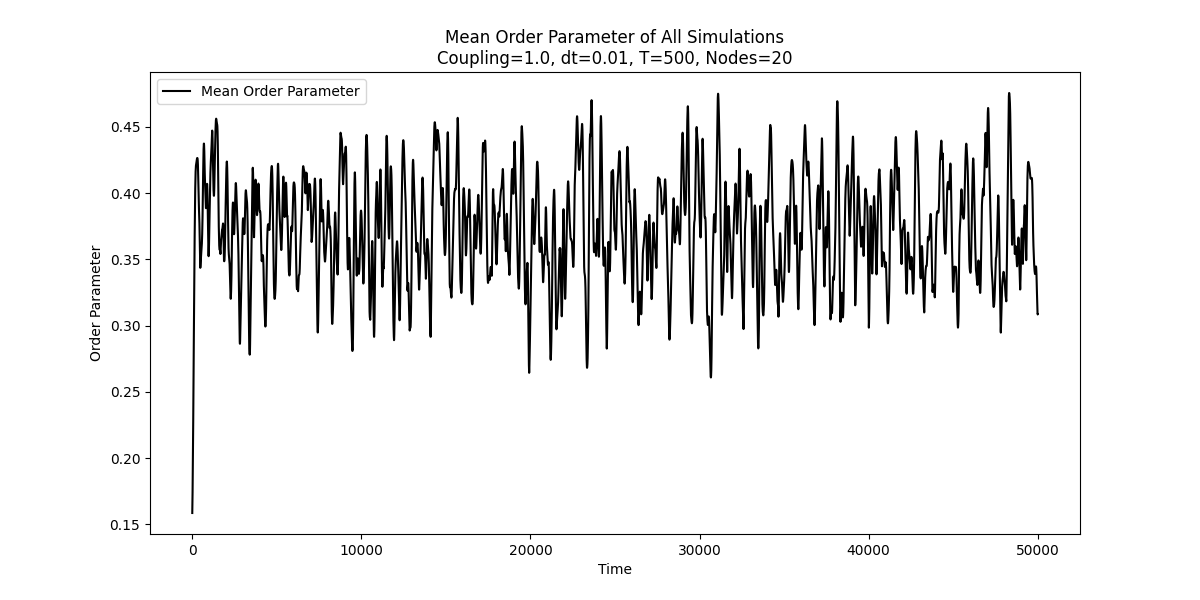 Mean Order Parameter of All Simulations
Coupling=1.0, dt=0.01, T=500, Nodes=20
Mean Order Parameter
0.45
0.40
0.35
0.30
0.25
0.20
0.15
Order Parameter
0 10000 20000 30000 40000 50000
Time